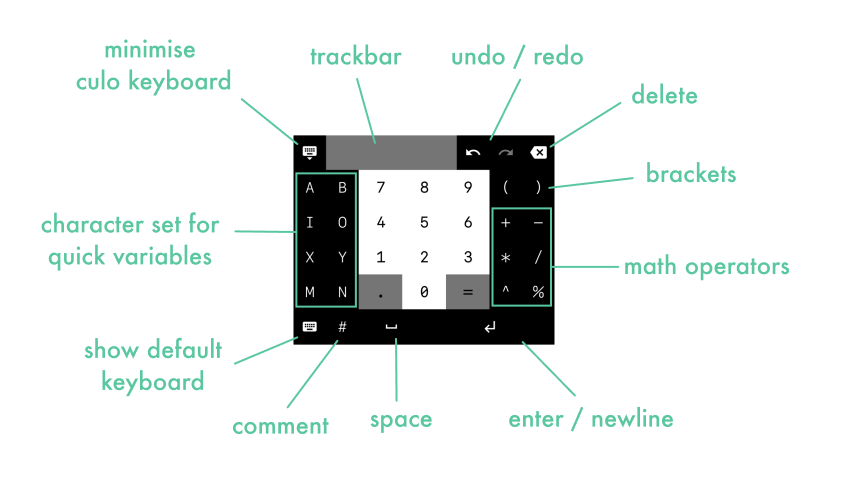 minimise
culo keyboard
trackbar
undo / redo
delete
brackets
character set for
quick variables
math operators
show default
keyboard
comment
space
enter / newline
A B 7 8 9 ( )
I O 4 5 6 + −
X Y 1 2 3 * /
M N . 0 = ^ %
#